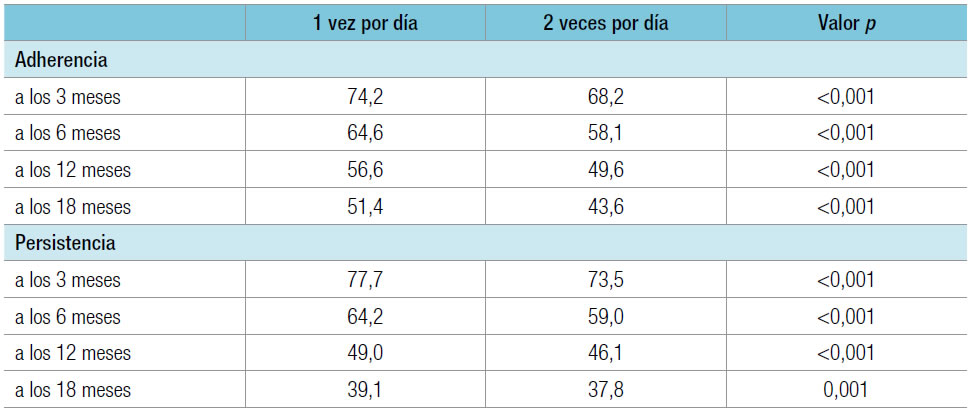 1 vez por día 2 veces por día Valor p
Adherencia
a los 3 meses 74,2 68,2 <0,001
a los 6 meses 64,6 58,1 <0,001
a los 12 meses 56,6 49,6 <0,001
a los 18 meses 51,4 43,6 <0,001
Persistencia
a los 3 meses 77,7 73,5 <0,001
a los 6 meses 64,2 59,0 <0,001
a los 12 meses 49,0 46,1 <0,001
a los 18 meses 39,1 37,8 0,001